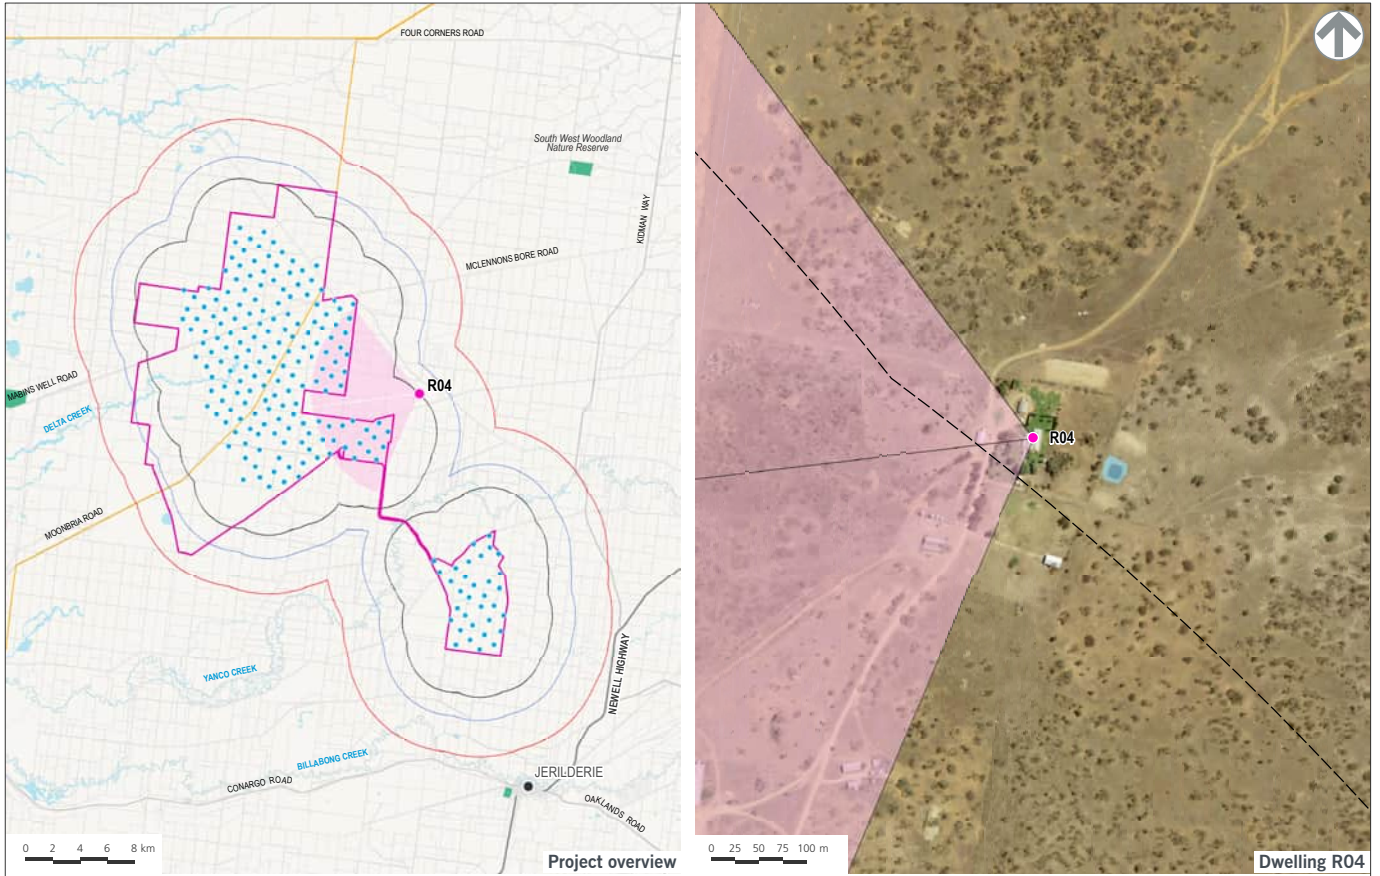 FOUR CORNERS ROAD
South West Woodland
Nature Reserve
KIDMAN WAY
MCLENNONS BORE ROAD
R04
MABINS WELL ROAD
DELTA CREEK
MOONBRIA ROAD
YANCO CREEK
NEWELL HIGHWAY
BILLABONG CREEK
CONARGO ROAD
JERILDERIE
OAKLANDS ROAD
0 2 4 6 8 km
Project overview
R04
0 25 50 75 100 m
Dwelling R04